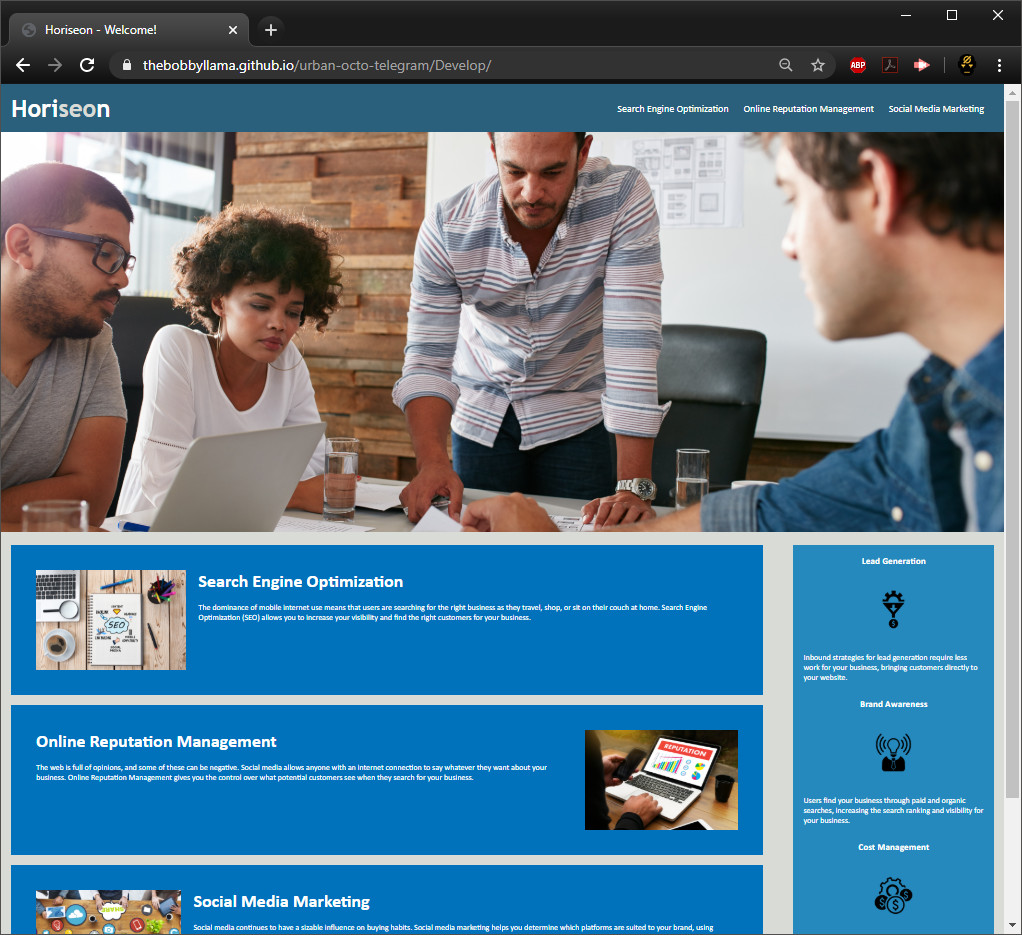 Horiseon - Welcome!
thebobbyllama.github.io/urban-octo-telegram/Develop/
ABP
Horiseon
Search Engine Optimization
Online Reputation Management
Social Media Marketing
SEO
Search Engine Optimization
The dominance of mobile internet use means that users are searching for the right business as they travel, shop, or sit on their couch at home. Search Engine
Optimization (SEO) allows you to increase your visibility and find the right customers for your business.
Online Reputation Management
The web is full of opinions, and some of these can be negative. Social media allows anyone with an internet connection to say whatever they want about your
business. Online Reputation Management gives you the control over what potential customers see when they search for your business.
REPUTATION
Social Media Marketing
Social media continues to have a sizable influence on buying habits. Social media marketing helps you determine which platforms are suited to your brand, using
Lead Generation
Inbound strategies for lead generation require less
work for your business, bringing customers directly to
your website.
Brand Awareness
Users find your business through paid and organic
searches, increasing the search ranking and visibility for
your business.
Cost Management